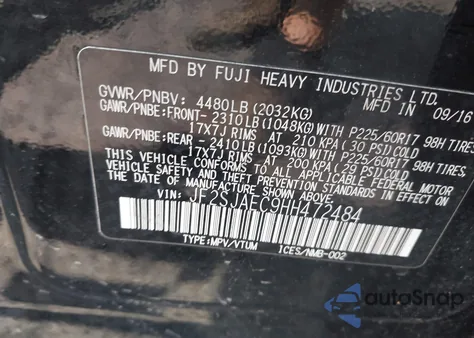 MFD BY FUJI HEAVY INDUSTRIES LTD.
MFD IN 09/16
GVWR/PNBV: 4480LB(2032KG)
GAWR/PNBE:FRONT- 2310LB(1048KG)WITH P225/60R17 98H TIRES
17X7J RIMS AT 210 KPA( 30 PSI)COLD
GAWR/PNBE:REAR - 2410LB(1093KG)WITH P225/60R17 98H TIRES
17X7J RIMS AT 200 KPA( 29 PSI)COLD
CONFORMS TO ALL APPLICABLE FEDERAL MOTOR
VEHICLE SAFETY AND THEFT PREVENTION STANDARDS IN EFFECT ON
THE DATE OF MANUFACTURE SHOWN ABOVE.
VIN: JF2SJAEC9HH472484
TYPE:MPV/VTUM ICES/NMB-002
autoSnap